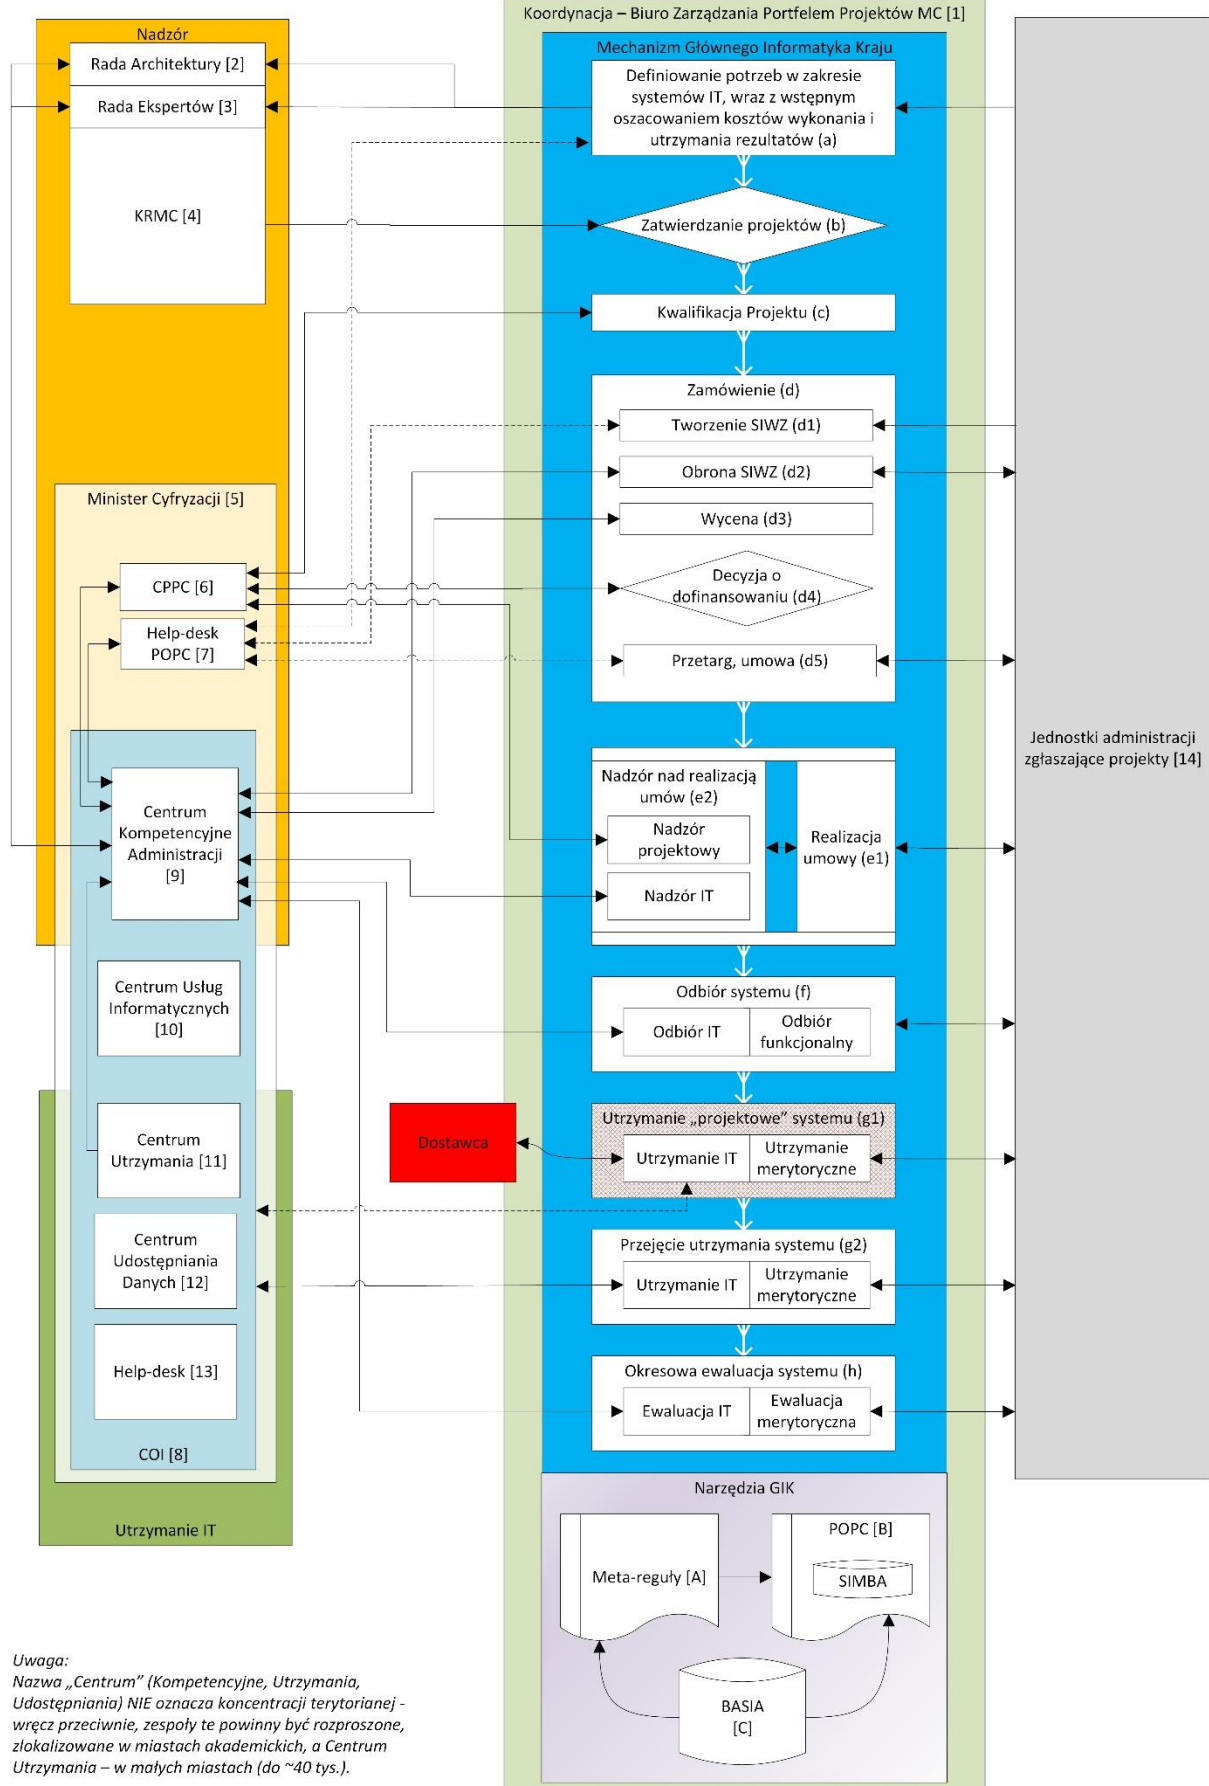 Koordynacja – Biuro Zarządzania Portfelem Projektów MC [1]
Nadzór
Rada Architektury [2]
Rada Ekspertów [3]
KRMC [4]
Minister Cyfryzacji [5]
CPPC [6]
Help-desk
POPC [7]
Centrum
Kompetencyjne
Administracji
[9]
Centrum Usług
Informatycznych
[10]
Centrum
Utrzymania [11]
Centrum
Udostępniania
Danych [12]
Help-desk [13]
COI [8]
Utrzymanie IT
Dostawca
Mechanizm Głównego Informatyka Kraju
Definiowanie potrzeb w zakresie
systemów IT, wraz z wstępnym
oszacowaniem kosztów wykonania i
utrzymania rezultatów (a)
Zatwierdzanie projektów (b)
Kwalifikacja Projektu (c)
Zamówienie (d)
Tworzenie SIWZ (d1)
Obrona SIWZ (d2)
Wycena (d3)
Decyzja o
dofinansowaniu (d4)
Przetarg, umowa (d5)
Nadzór nad realizacją
umów (e2)
Nadzór
projektowy
Nadzór IT
Realizacja
umowy (e1)
Odbiór systemu (f)
Odbiór IT
Odbiór
funkcjonalny
Utrzymanie „projektowe” systemu (g1)
Utrzymanie IT
Utrzymanie
merytoryczne
Przejęcie utrzymania systemu (g2)
Utrzymanie IT
Utrzymanie
merytoryczne
Okresowa ewaluacja systemu (h)
Ewaluacja IT
Ewaluacja
merytoryczna
Jednostki administracji
zgłaszające projekty [14]
Narzędzia GIK
Meta-reguły [A]
POPC [B]
SIMBA
BASIA
[C]
Uwaga:
Nazwa „Centrum” (Kompetencyjne, Utrzymania,
Udostępniania) NIE oznacza koncentracji terytorianej -
wręcz przeciwnie, zespoły te powinny być rozproszone,
zlokalizowane w miastach akademickich, a Centrum
Utrzymania – w małych miastach (do ~40 tys.).